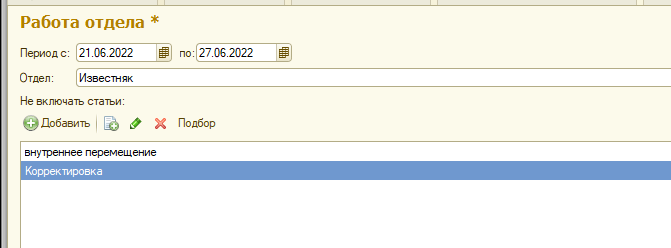 Работа отдела *
Период с: 21.06.2022 по: 27.06.2022
Отдел: Известняк
Не включать статьи:
Добавить Подбор
внутреннее перемещение
Корректировка